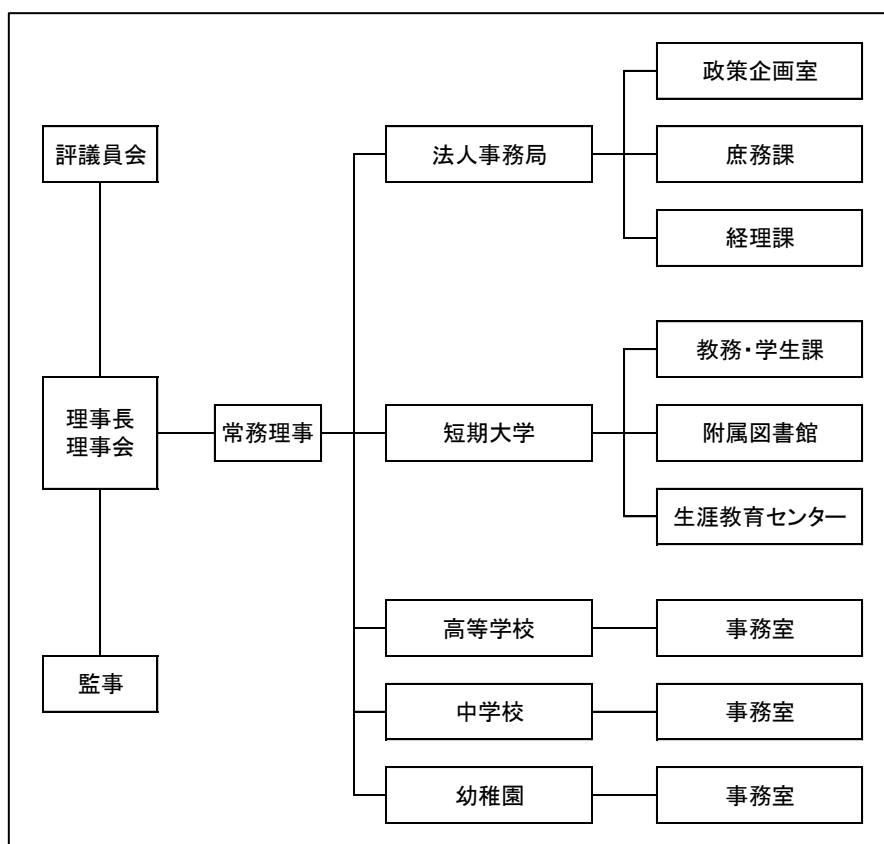 評議員会
理事長
理事会
監事
常務理事
法人事務局
政策企画室
庶務課
経理課
短期大学
教務・学生課
附属図書館
生涯教育センター
高等学校
事務室
中学校
事務室
幼稚園
事務室